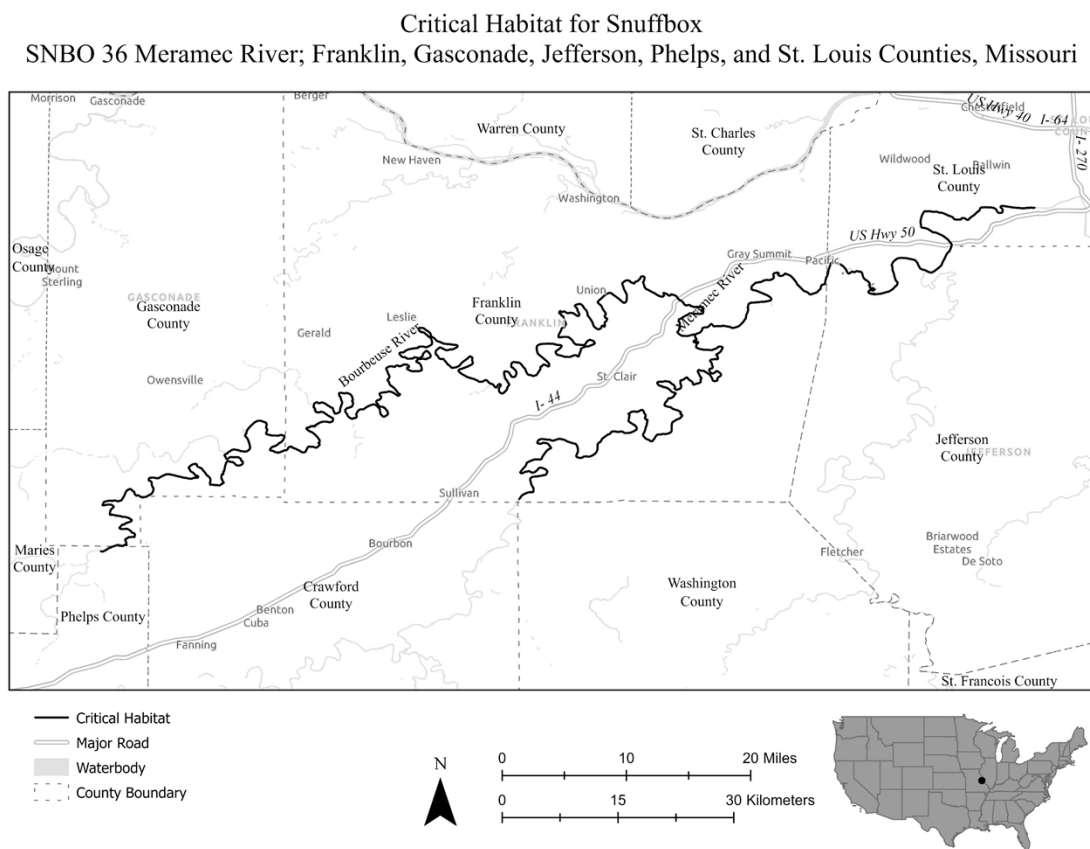 Critical Habitat for Snuffbox
SNBO 36 Meramec River; Franklin, Gasconade, Jefferson, Phelps, and St. Louis Counties, Missouri
Morrison
Gasconade
Berger
Warren County
New Haven
Washington
St. Charles
County
US Hwy 40
Chesterfield
I- 64
I- 270
Wildwood
Ballwin
St. Louis
County
Osage
County
Mount
Sterling
GASCONADE
Gasconade
County
Gerald
Leslie
Owensville
Bourbeuse River
Franklin
County
FRANKLIN
Union
Meramec River
Gray Summit
Pacific
US Hwy 50
St. Clair
I- 44
Jefferson
County
JEFFERSON
Sullivan
Bourbon
Maries
County
Phelps County
Crawford
County
Benton
Cuba
Fanning
Washington
County
Fletcher
Briarwood
Estates
De Soto
St. Francois County
Critical Habitat
Major Road
Waterbody
County Boundary
N
0 10 20 Miles
0 15 30 Kilometers